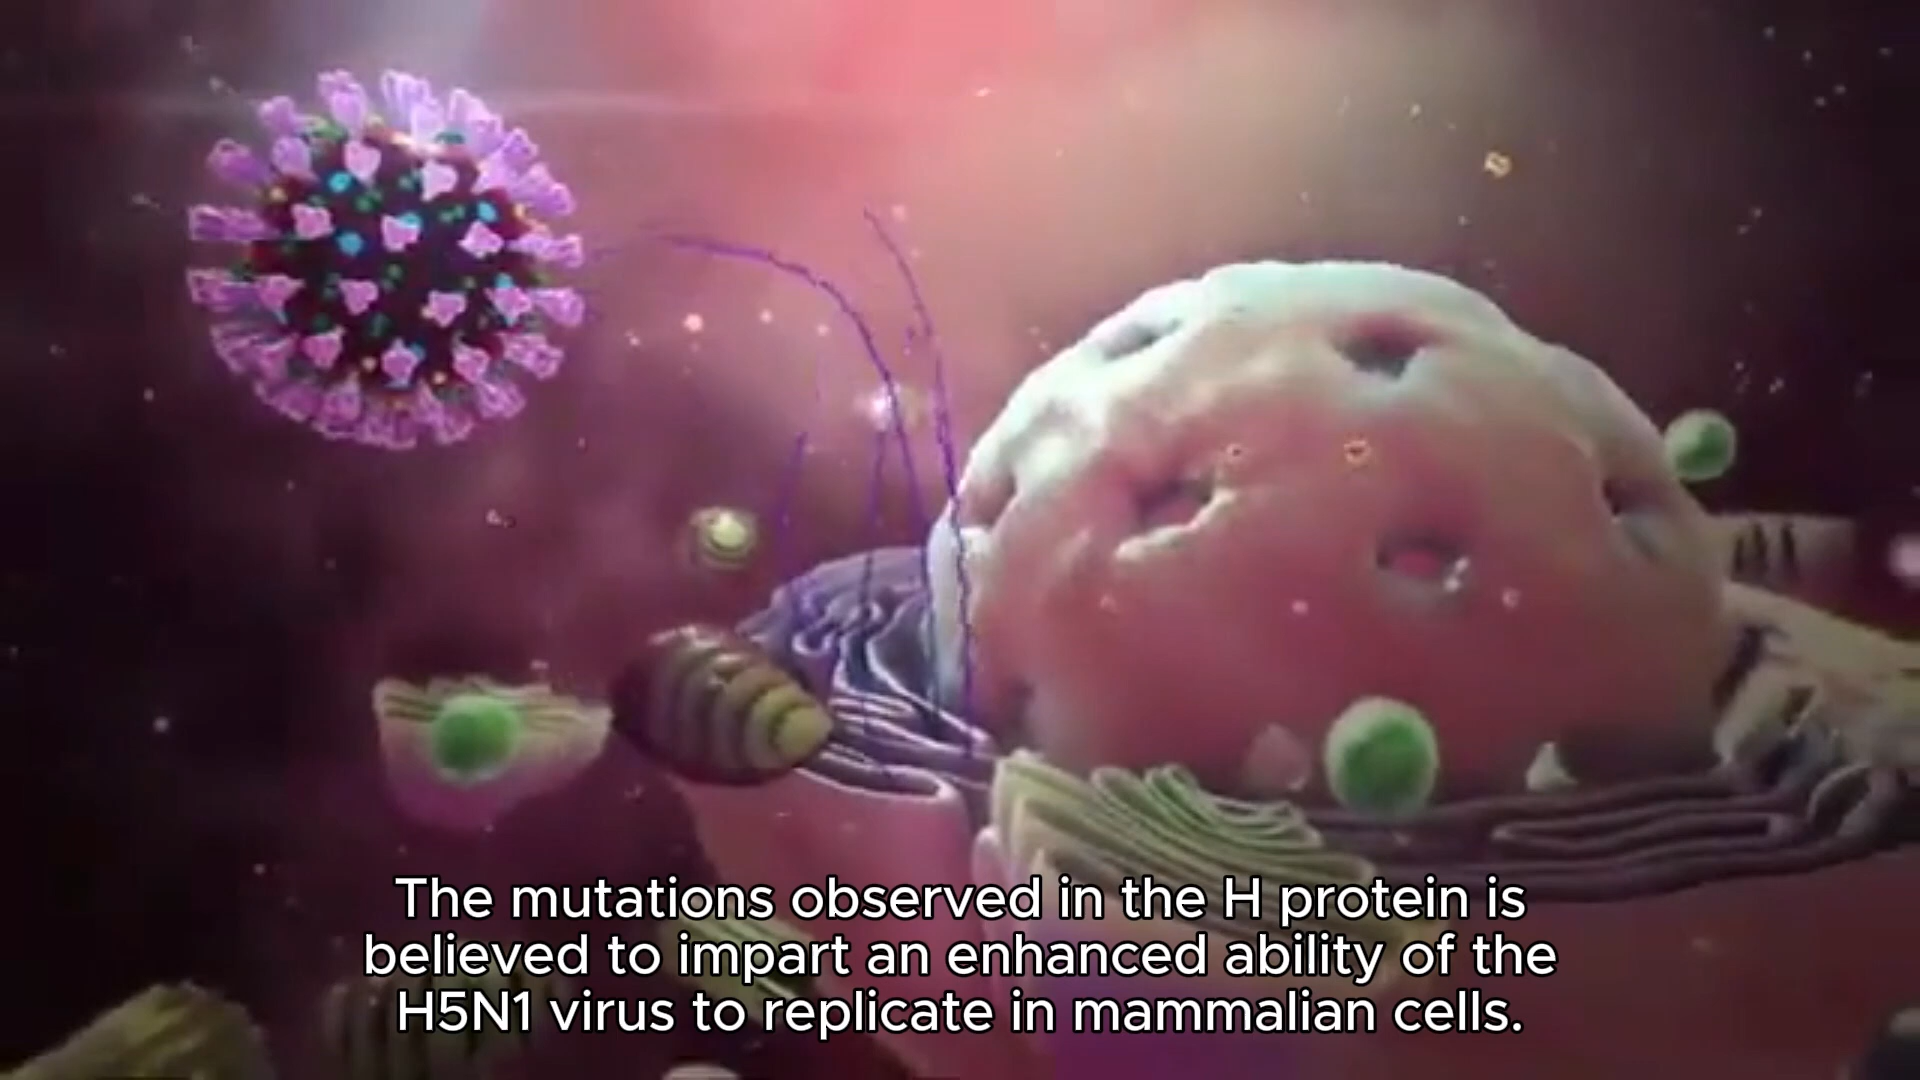 The mutations observed in the H protein is
believed to impart an enhanced ability of the
H5N1 virus to replicate in mammalian cells.